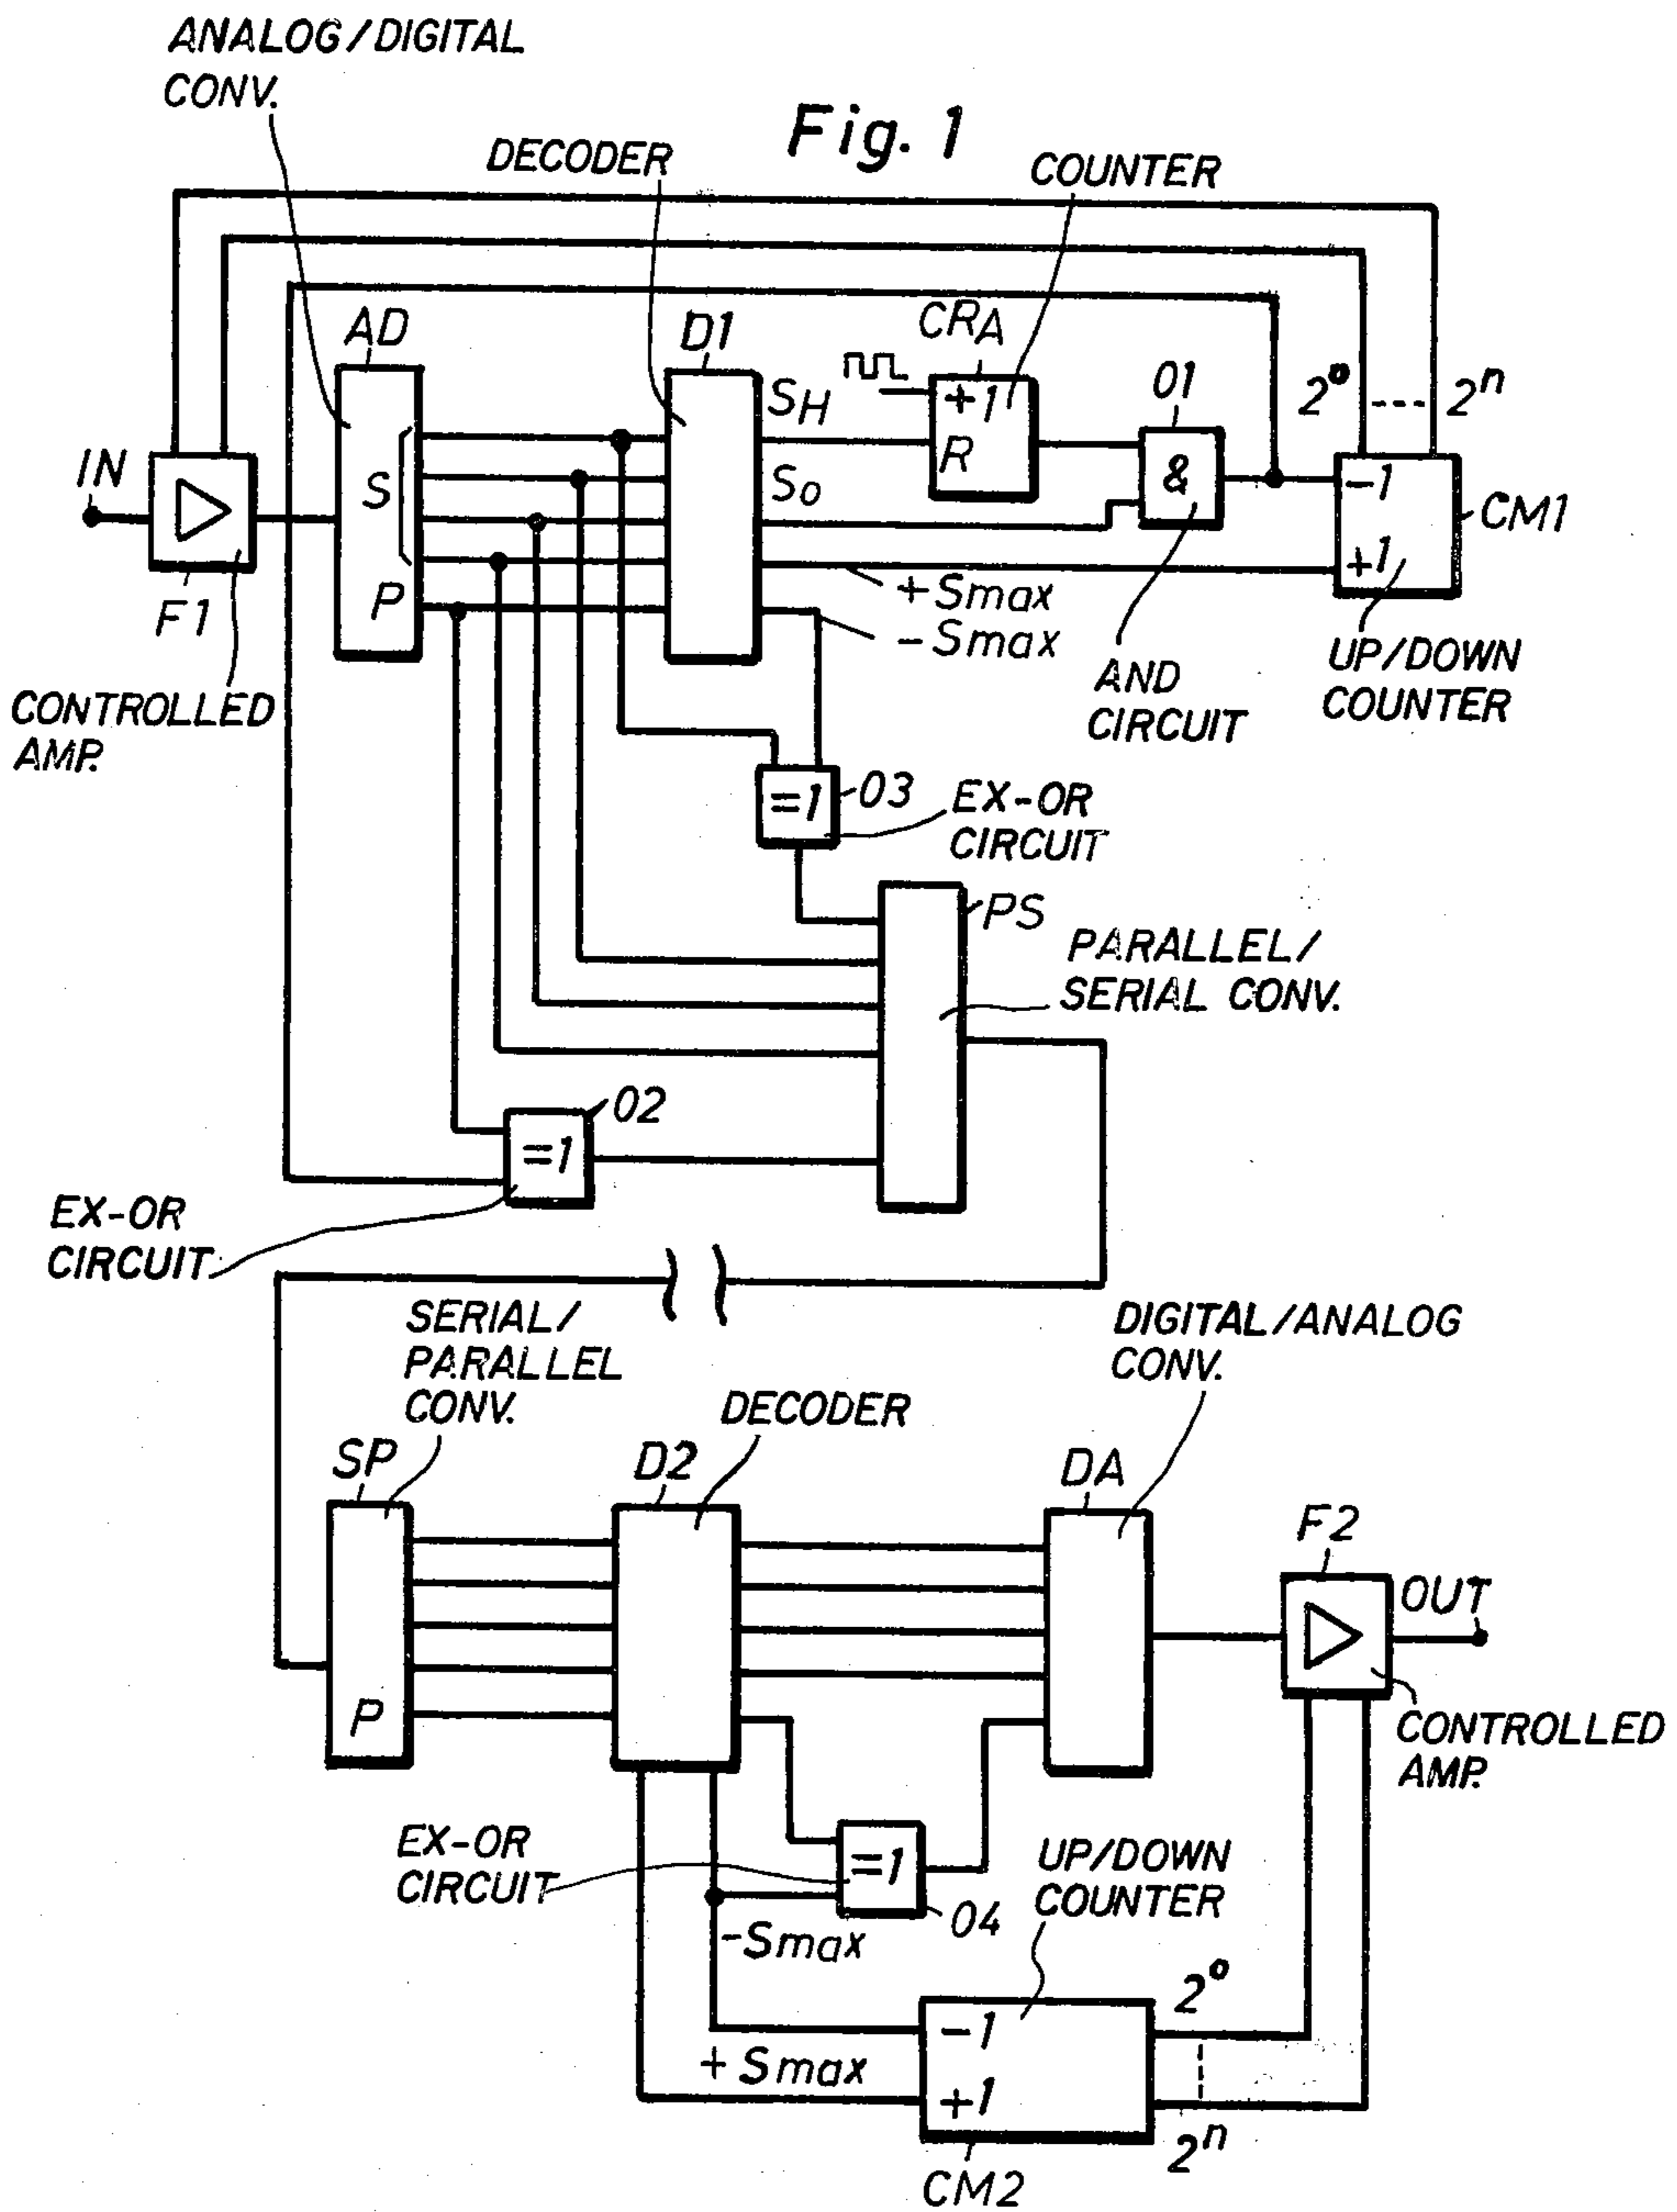 Fig. 1
ANALOG/DIGITAL
CONV.
DECODER
COUNTER
AD
D1
CRA
01
2⁰ --- 2ⁿ
IN
S
P
SH
So
+1
R
&
-1
+1
CM1
F1
+Smax
-Smax
CONTROLLED
AMP.
AND
CIRCUIT
UP/DOWN
COUNTER
=1
03
EX-OR
CIRCUIT
PS
PARALLEL/
SERIAL CONV.
02
=1
EX-OR
CIRCUIT
SERIAL/
PARALLEL
CONV.
DECODER
DIGITAL/ANALOG
CONV.
SP
D2
DA
F2
OUT
P
CONTROLLED
AMP.
EX-OR
CIRCUIT
=1
04
UP/DOWN
COUNTER
-Smax
2⁰
-1
+Smax
+1
2ⁿ
CM2